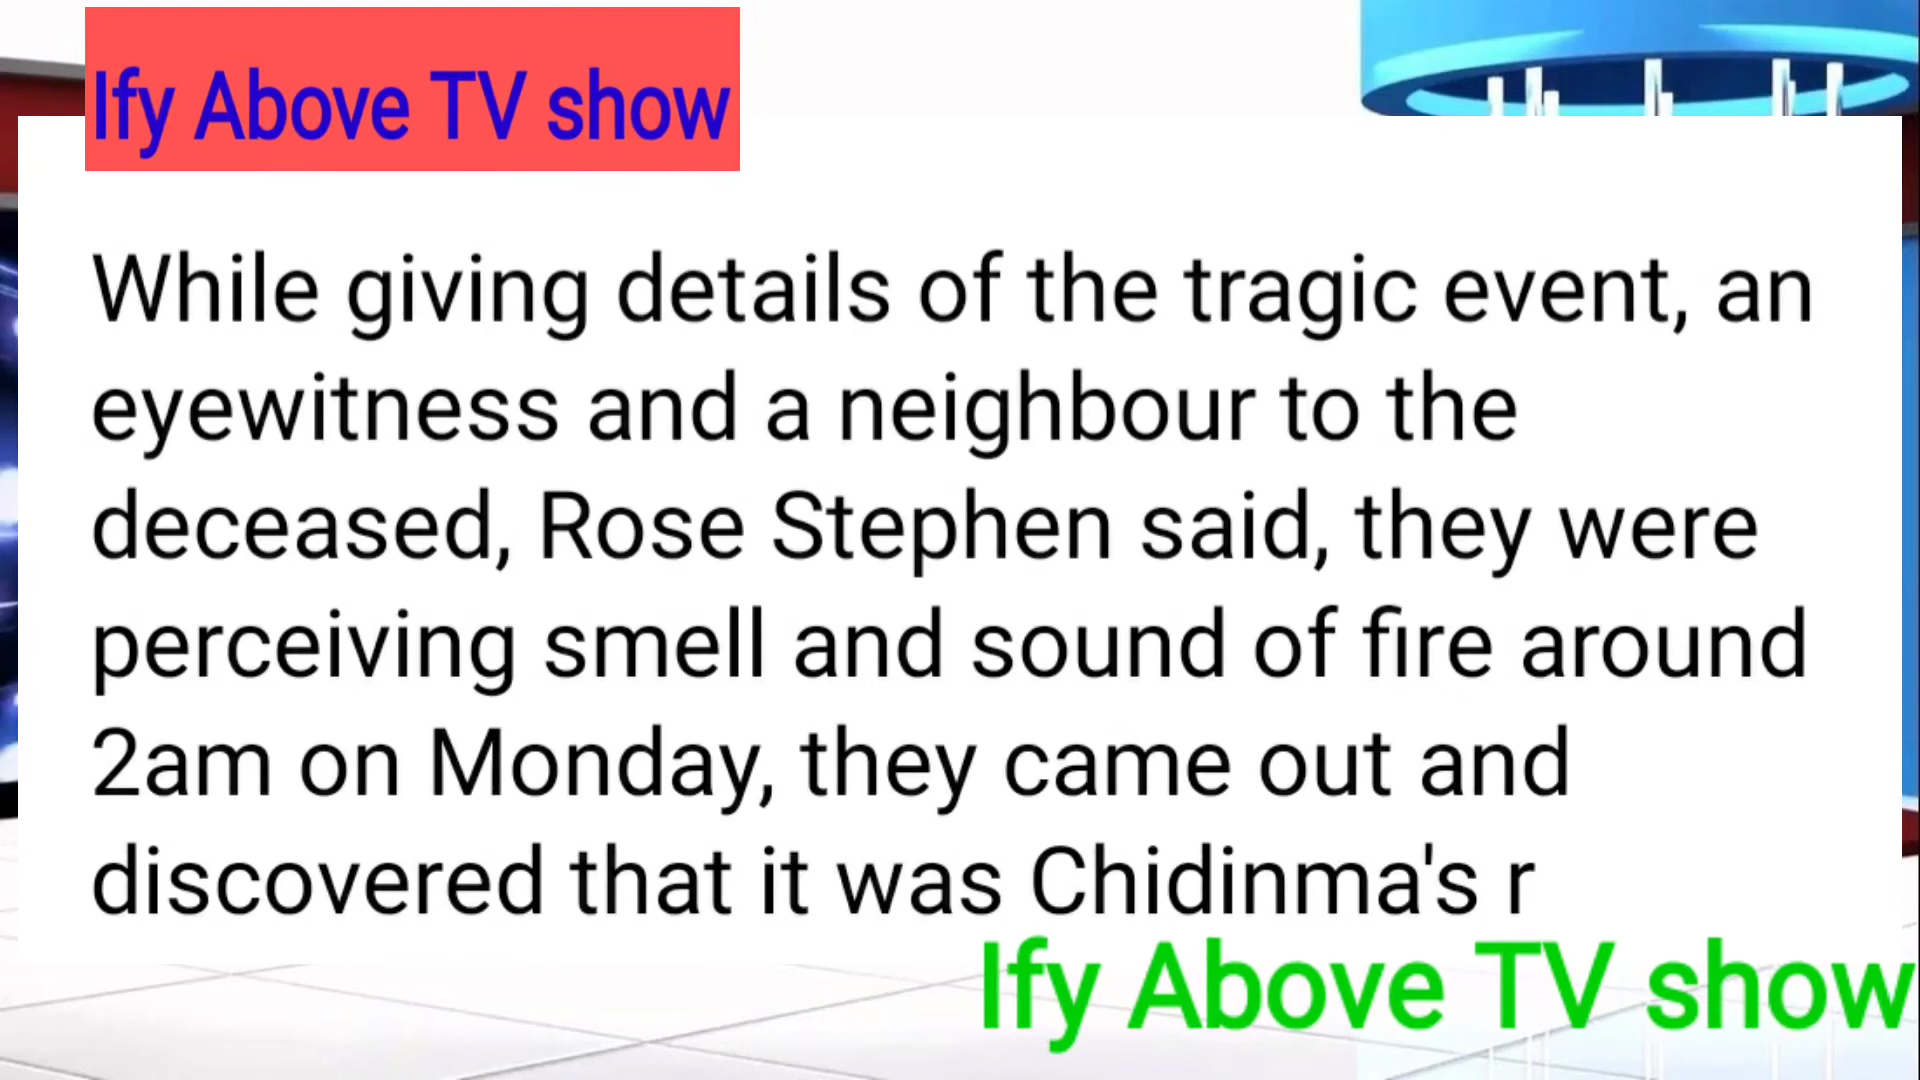 Ify Above TV show
While giving details of the tragic event, an
eyewitness and a neighbour to the
deceased, Rose Stephen said, they were
perceiving smell and sound of fire around
2am on Monday, they came out and
discovered that it was Chidinma's r
Ify Above TV show